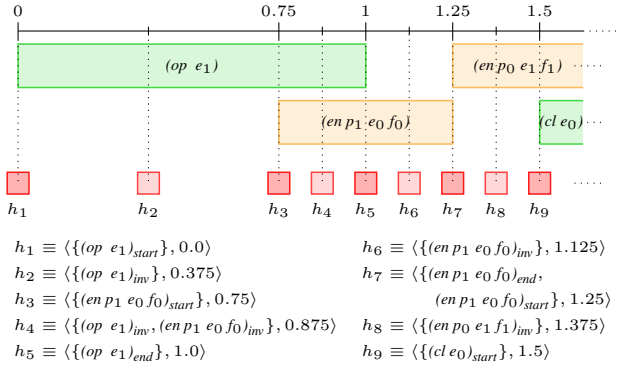 0 0.75 1 1.25 1.5
(op e₁) (en p₀ e₁ f₁)
(en p₁ e₀ f₀) (cl e₀)
h₁ h₂ h₃ h₄ h₅ h₆ h₇ h₈ h₉
h₁ ≡ ⟨{(op e₁)start}, 0.0⟩
h₂ ≡ ⟨{(op e₁)inv}, 0.375⟩
h₃ ≡ ⟨{(en p₁ e₀ f₀)start}, 0.75⟩
h₄ ≡ ⟨{(op e₁)inv, (en p₁ e₀ f₀)inv}, 0.875⟩
h₅ ≡ ⟨{(op e₁)end}, 1.0⟩
h₆ ≡ ⟨{(en p₁ e₀ f₀)inv}, 1.125⟩
h₇ ≡ ⟨{(en p₁ e₀ f₀)end,
(en p₁ e₀ f₀)start}, 1.25⟩
h₈ ≡ ⟨{(en p₀ e₁ f₁)inv}, 1.375⟩
h₉ ≡ ⟨{(cl e₀)start}, 1.5⟩